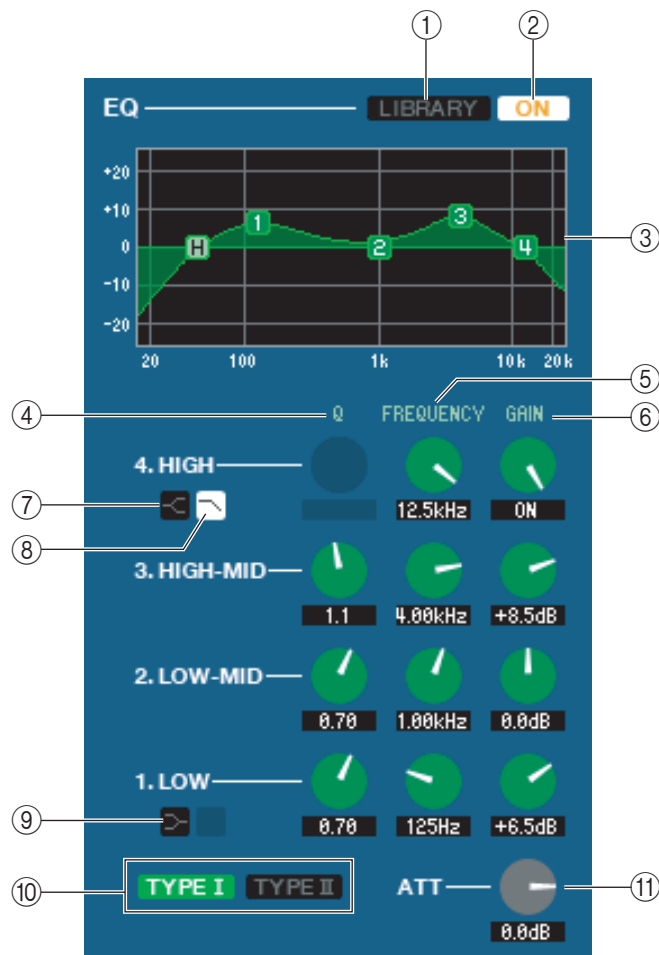 ① ②
EQ LIBRARY ON
+20
+10
0
-10
-20
H 1 2 3 4
③
20 100 1k 10k 20k
⑤
④ Q FREQUENCY GAIN ⑥
4. HIGH
⑦
⑧
12.5kHz ON
3. HIGH-MID
1.1 4.00kHz +8.5dB
2. LOW-MID
0.70 1.00kHz 0.0dB
1. LOW
⑨
0.70 125Hz +6.5dB
⑩ TYPE I TYPE II ATT ⑪
0.0dB